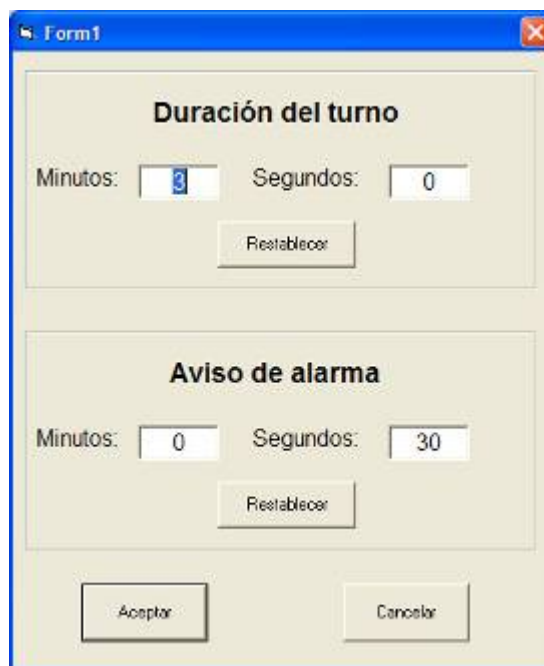 Form1
Duración del turno
Minutos: 3 Segundos: 0
Restablecer
Aviso de alarma
Minutos: 0 Segundos: 30
Restablecer
Aceptar Cancelar